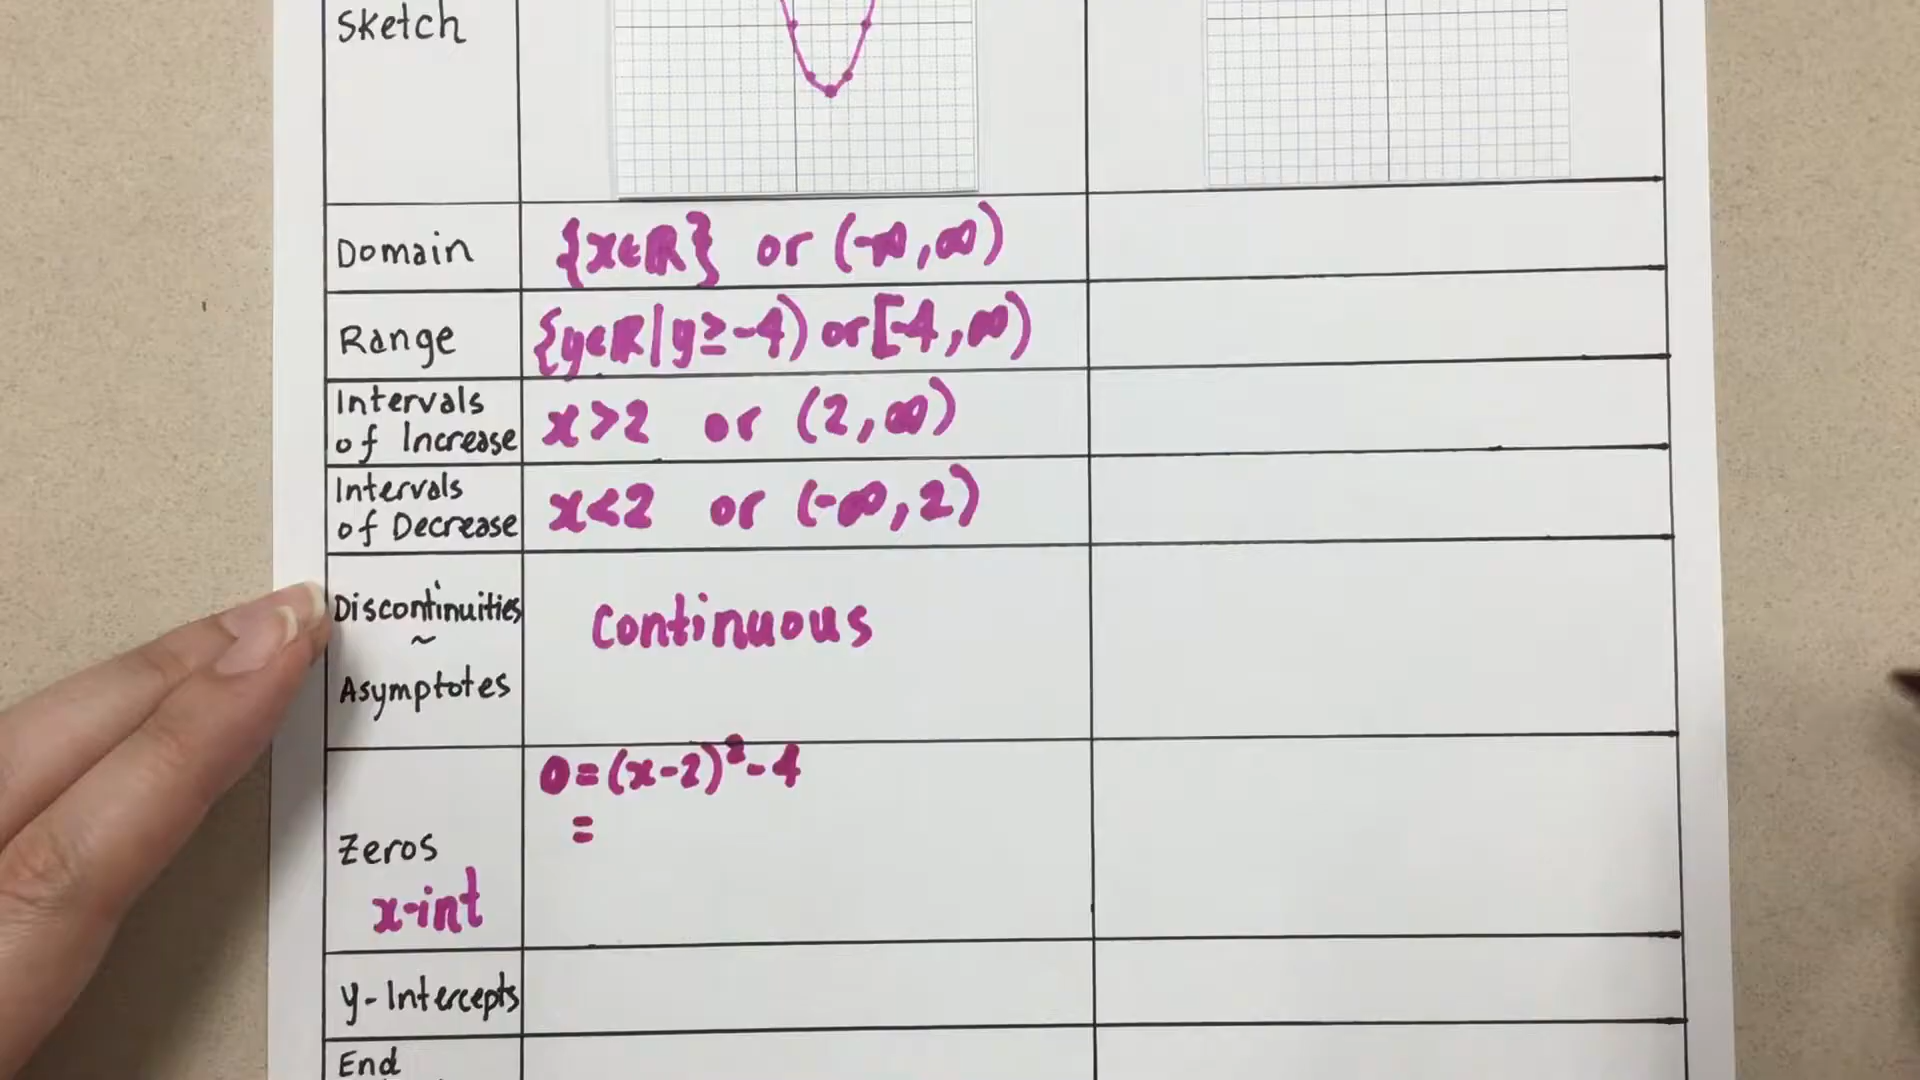 Sketch
Domain
{x∈ℝ} or (-∞,∞)
Range
{y∈ℝ|y≥-4) or [-4,∞)
Intervals
of Increase
x>2 or (2,∞)
Intervals
of Decrease
x<2 or (-∞,2)
Discontinuities
~
Asymptotes
continuous
0=(x-2)²-4
=
Zeros
x-int
y-Intercepts
End